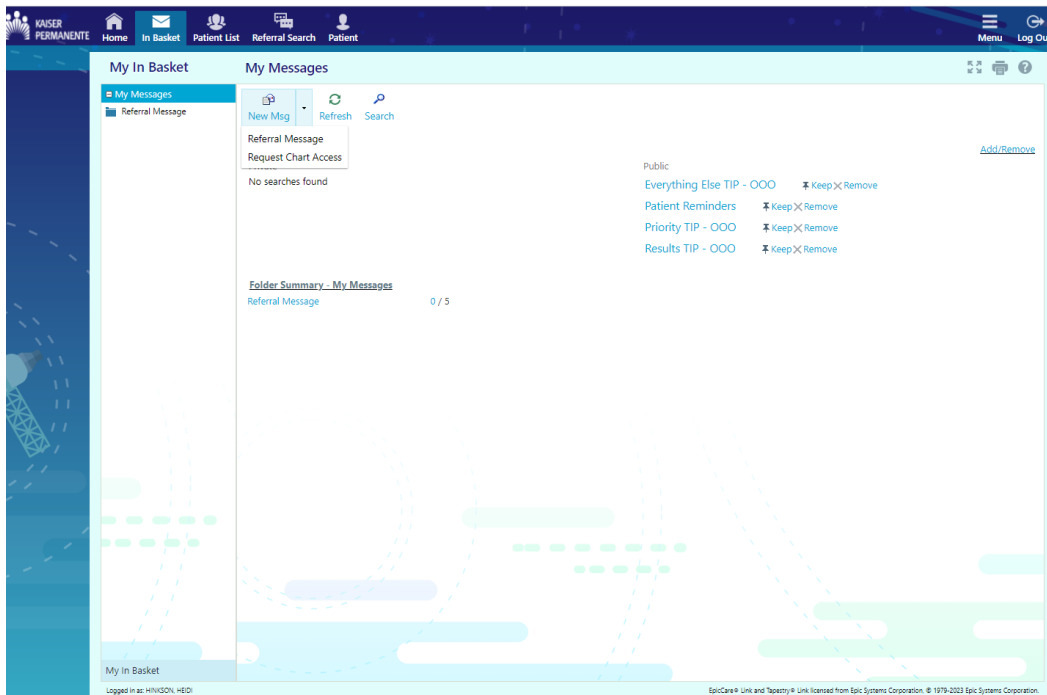 KAISER
PERMANENTE
Home In Basket Patient List Referral Search Patient Menu Log Ou
My In Basket My Messages
My Messages
Referral Message
New Msg Refresh Search
Referral Message
Request Chart Access
Add/Remove
Public
No searches found
Everything Else TIP - OOO Keep Remove
Patient Reminders Keep Remove
Priority TIP - OOO Keep Remove
Results TIP - OOO Keep Remove
Folder Summary - My Messages
Referral Message 0 / 5
My In Basket
Logged in as: HINKSON, HEIDI EpicCare® Link and Tapestry® Link licensed from Epic Systems Corporation, © 1979-2023 Epic Systems Corporation.